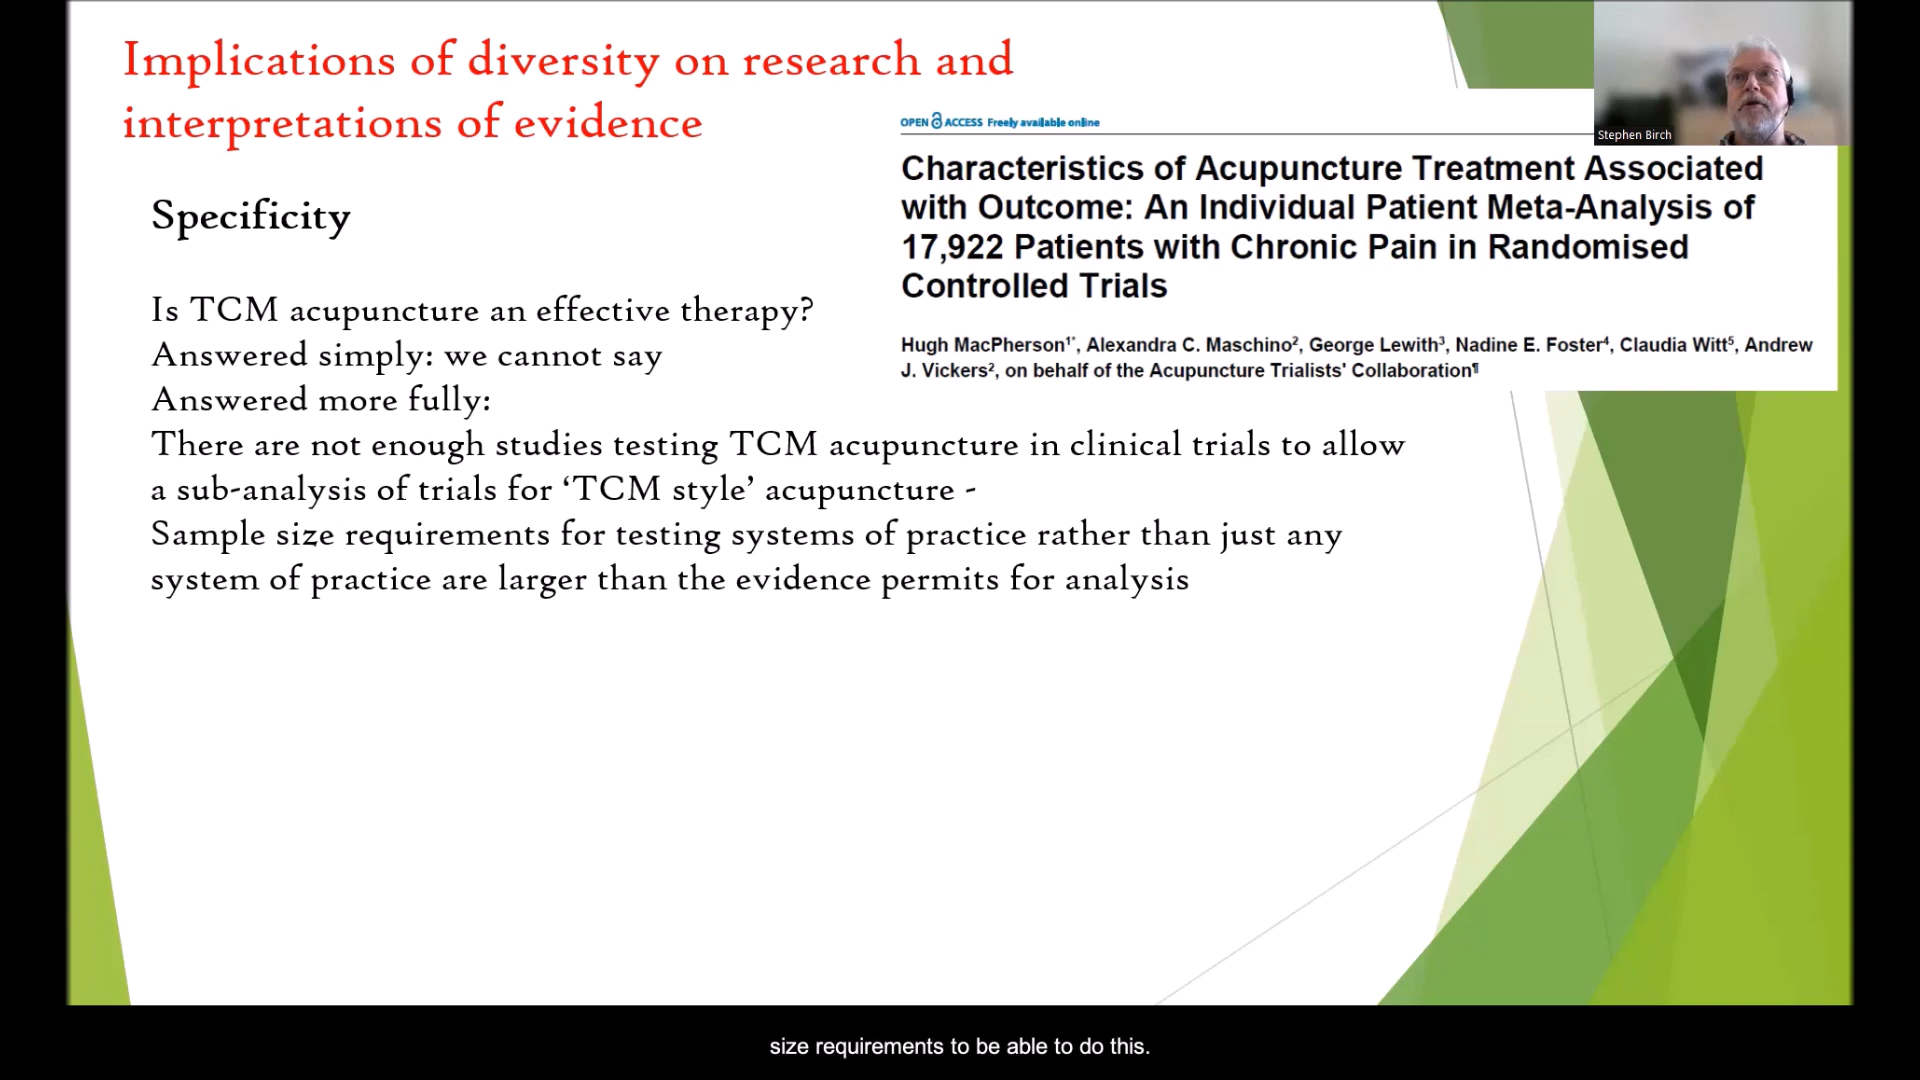 Implications of diversity on research and
interpretations of evidence
OPEN ACCESS Freely available online
Characteristics of Acupuncture Treatment Associated
with Outcome: An Individual Patient Meta-Analysis of
17,922 Patients with Chronic Pain in Randomised
Controlled Trials
Hugh MacPherson1*, Alexandra C. Maschino2, George Lewith3, Nadine E. Foster4, Claudia Witt5, Andrew
J. Vickers2, on behalf of the Acupuncture Trialists' Collaboration¶
Stephen Birch
Specificity
Is TCM acupuncture an effective therapy?
Answered simply: we cannot say
Answered more fully:
There are not enough studies testing TCM acupuncture in clinical trials to allow
a sub-analysis of trials for ‘TCM style’ acupuncture -
Sample size requirements for testing systems of practice rather than just any
system of practice are larger than the evidence permits for analysis
size requirements to be able to do this.